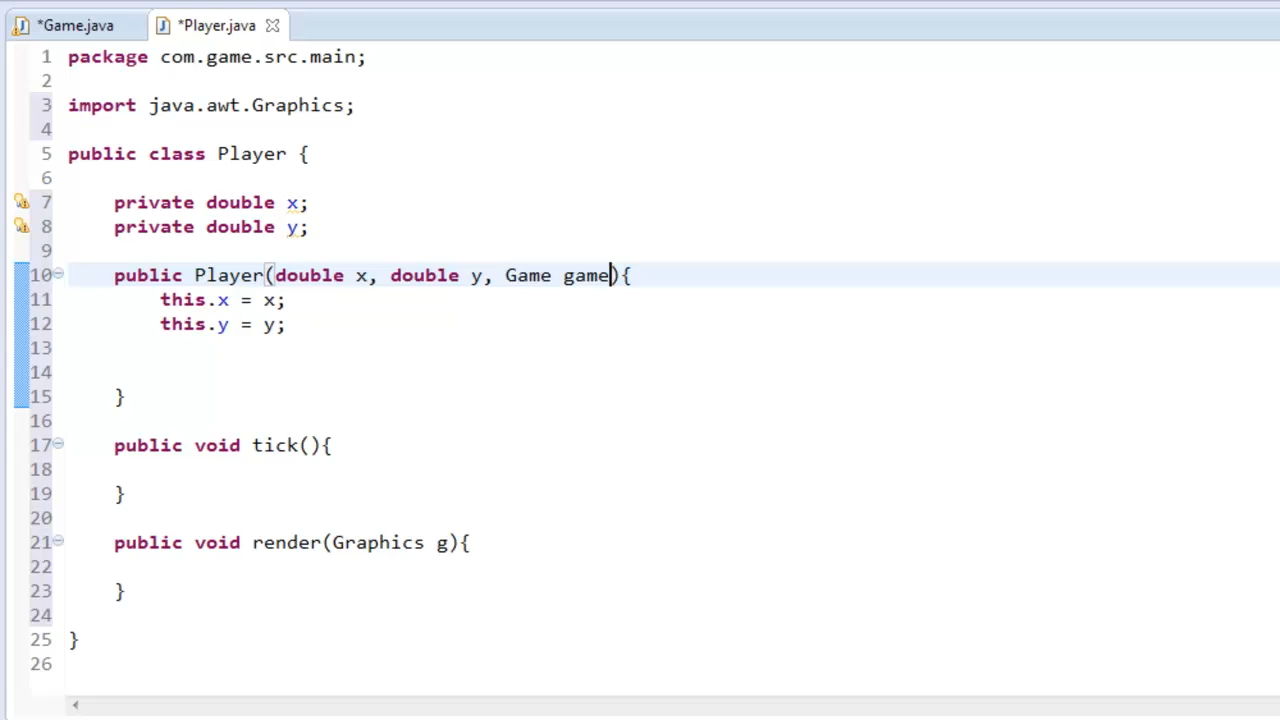 *Game.java *Player.java
1 package com.game.src.main;
2
3 import java.awt.Graphics;
4
5 public class Player {
6
7 private double x;
8 private double y;
9
10 public Player(double x, double y, Game game){
11 this.x = x;
12 this.y = y;
13
14
15 }
16
17 public void tick(){
18
19 }
20
21 public void render(Graphics g){
22
23 }
24
25 }
26